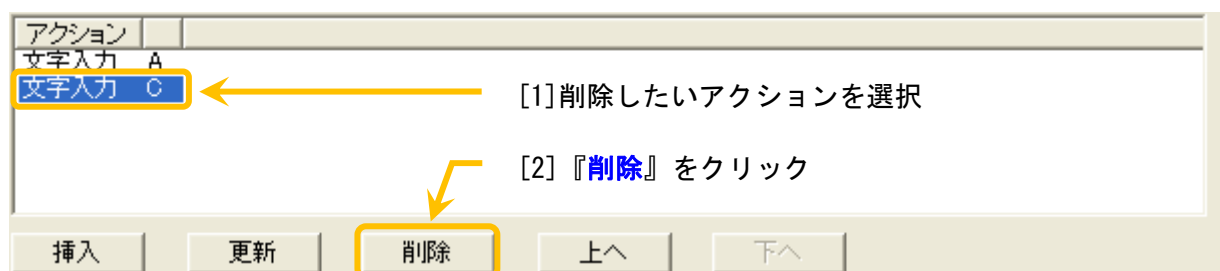 アクション
文字入力 A
文字入力 C
[1]削除したいアクションを選択
[2]『削除』をクリック
挿入 更新 削除 上へ 下へ